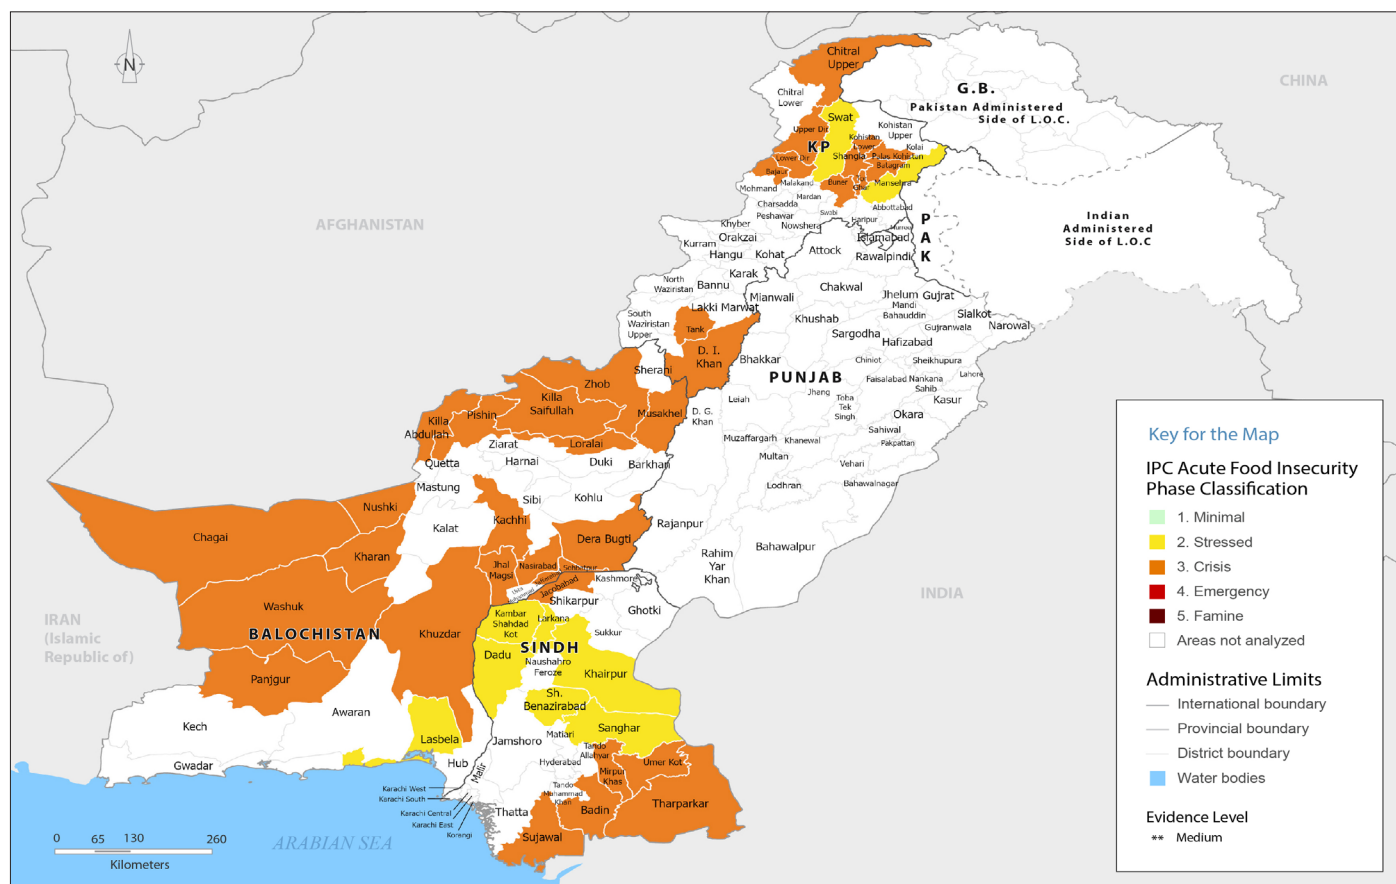 N
CHINA
AFGHANISTAN
IRAN
(Islamic
Republic of)
INDIA
ARABIAN SEA
Chitral
Upper
Chitral
Lower
G.B.
Pakistan Administered
Side of L.O.C.
Swat
Kohistan
Upper
Upper Dir
Kohistan
Lower
Kolai
KP
Lower Dir
Shangla
Palas Kohistan
Batagram
Bajaur
Malakand
Buner
Tor
Ghar
Mansehra
Mohmand
Mardan
Charsadda
Swabi
Abbottabad
Peshawar
Nowshera
Haripur
Khyber
Orakzai
Islamabad
P
A
K
Indian
Administered
Side of L.O.C
Kurram
Hangu
Kohat
Attock
Rawalpindi
North
Waziristan
Karak
Bannu
Mianwali
Chakwal
Jhelum
Gujrat
Mandi
Bahauddin
South
Waziristan
Upper
Lakki Marwat
Khushab
Sialkot
Gujranwala
Narowal
Tank
Sargodha
Hafizabad
D. I.
Khan
Bhakkar
Chiniot
Sheikhupura
Sherani
PUNJAB
Faisalabad
Nankana
Sahib
Lahore
Zhob
Jhang
Kasur
Killa
Saifullah
Leiah
Toba
Tek
Singh
Musakhel
D. G.
Khan
Okara
Pishin
Killa
Abdullah
Sahiwal
Muzaffargarh
Khanewal
Pakpattan
Loralai
Ziarat
Multan
Vehari
Quetta
Harnai
Duki
Barkhan
Lodhran
Bahawalnagar
Mastung
Sibi
Kohlu
Nushki
Kachhi
Rajanpur
Kalat
Chagai
Dera Bugti
Bahawalpur
Kharan
Rahim
Yar
Khan
Jhal
Magsi
Nasirabad
Sohbatpur
Kashmore
Jacobabad
Washuk
Shikarpur
Ghotki
Kambar
Shahdad
Kot
Larkana
BALOCHISTAN
Khuzdar
Sukkur
SINDH
Dadu
Naushahro
Feroze
Khairpur
Panjgur
Sh.
Benazirabad
Awaran
Kech
Sanghar
Matiari
Lasbela
Jamshoro
Tando
Allahyar
Gwadar
Hub
Malir
Hyderabad
Umer Kot
Mirpur
Khas
Karachi West
Karachi South
Tando
Muhammad
Khan
Karachi Central
Thatta
Badin
Tharparkar
Karachi East
Korangi
Sujawal
0
65
130
260
Kilometers
Key for the Map
IPC Acute Food Insecurity
Phase Classification
1. Minimal
2. Stressed
3. Crisis
4. Emergency
5. Famine
Areas not analyzed
Administrative Limits
International boundary
Provincial boundary
District boundary
Water bodies
Evidence Level
** Medium